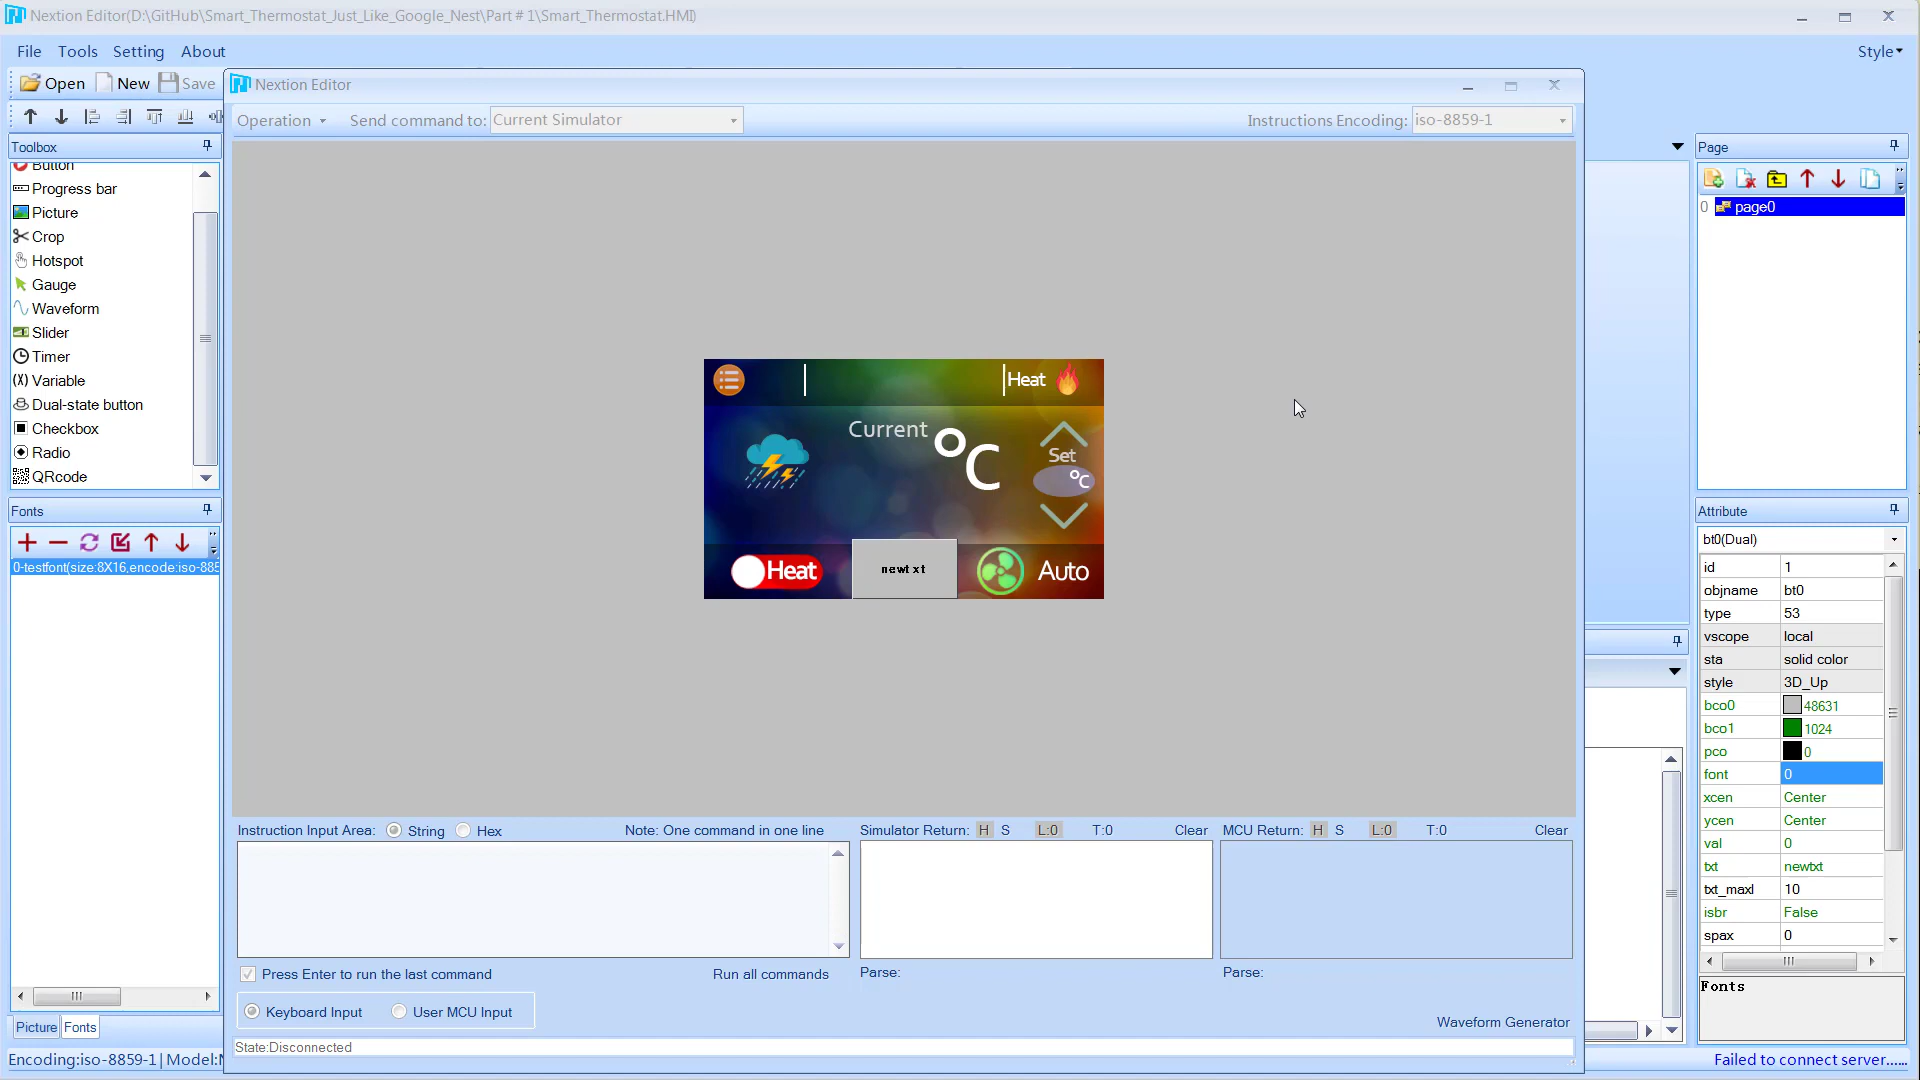 Nextion Editor(D:\GitHub\Smart_Thermostat_Just_Like_Google_Nest\Part # 1\Smart_Thermostat.HMI)
File Tools Setting About Style
Open New Save
Nextion Editor
Operation Send command to: Current Simulator Instructions Encoding: iso-8859-1
Toolbox
Button
Progress bar
Picture
Crop
Hotspot
Gauge
Waveform
Slider
Timer
(x) Variable
Dual-state button
Checkbox
Radio
QRcode
Fonts
0-testfont(size:8X16,encode:iso-885
Picture Fonts
Encoding:iso-8859-1| Model:N
Heat
Current
°C
Set
°C
Heat
newtxt
Auto
Instruction Input Area: String Hex Note: One command in one line
Simulator Return: H S L:0 T:0 Clear
MCU Return: H S L:0 T:0 Clear
Press Enter to run the last command Run all commands
Parse:
Parse:
Keyboard Input User MCU Input
Waveform Generator
State:Disconnected
Page
0 page0
Attribute
bt0(Dual)
id 1
objname bt0
type 53
vscope local
sta solid color
style 3D_Up
bco0 48631
bco1 1024
pco 0
font 0
xcen Center
ycen Center
val 0
txt newtxt
txt_maxl 10
isbr False
spax 0
Fonts
Failed to connect server......